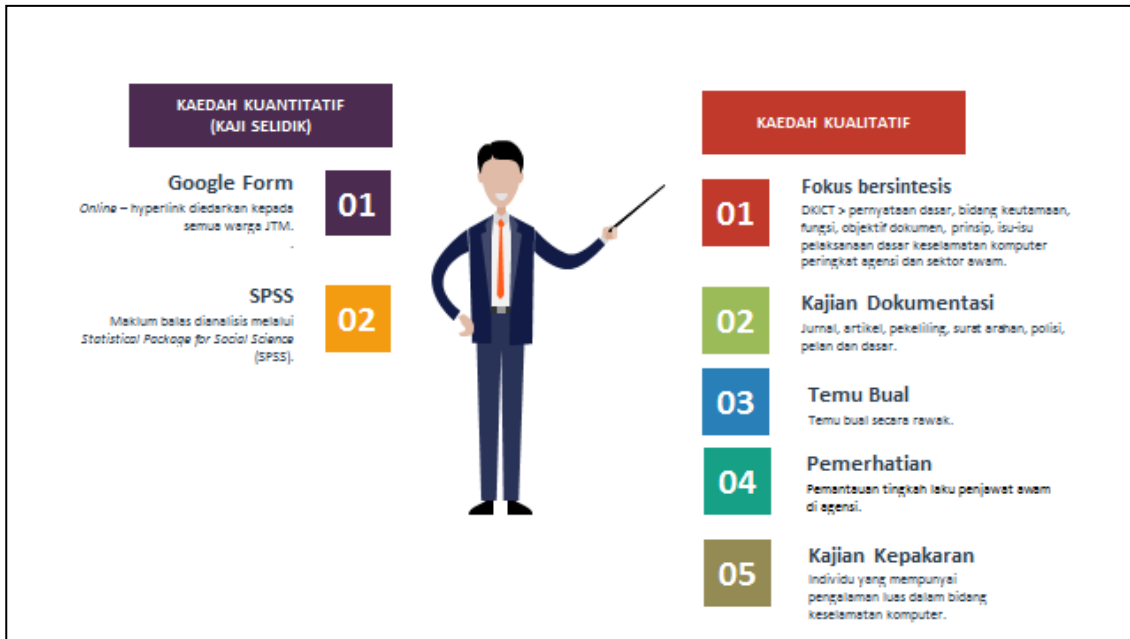 KAEDAH KUANTITATIF
(KAJI SELIDIK)
Google Form
Online – hyperlink diedarkan kepada
semua warga JTM.
.
01
SPSS
Maklum balas dianalisis melalui
Statistical Package for Social Science
(SPSS).
02
KAEDAH KUALITATIF
01
Fokus bersintesis
DKICT > pernyataan dasar, bidang keutamaan,
fungsi, objektif dokumen, prinsip, isu-isu
pelaksanaan dasar keselamatan komputer
peringkat agensi dan sektor awam.
02
Kajian Dokumentasi
Jurnal, artikel, pekeliling, surat arahan, polisi,
pelan dan dasar.
03
Temu Bual
Temu bual secara rawak.
04
Pemerhatian
Pemantauan tingkah laku penjawat awam
di agensi.
05
Kajian Kepakaran
Individu yang mempunyai
pengalaman luas dalam bidang
keselamatan komputer.